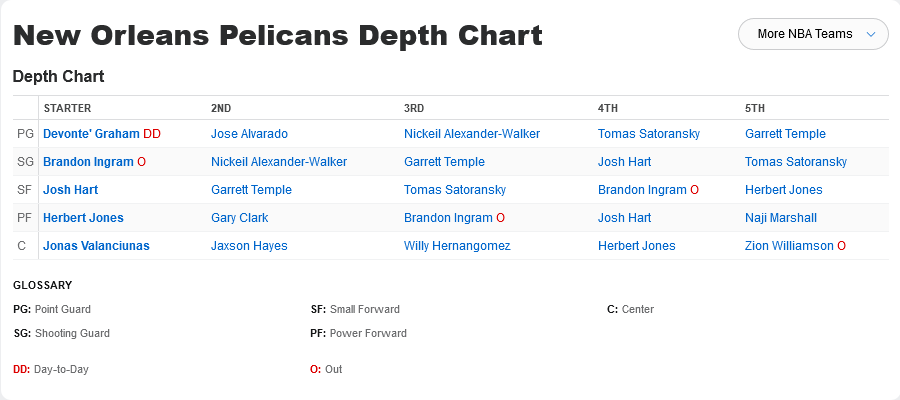 New Orleans Pelicans Depth Chart
More NBA Teams
Depth Chart
STARTER 2ND 3RD 4TH 5TH
PG Devonte' Graham DD Jose Alvarado Nickeil Alexander-Walker Tomas Satoransky Garrett Temple
SG Brandon Ingram O Nickeil Alexander-Walker Garrett Temple Josh Hart Tomas Satoransky
SF Josh Hart Garrett Temple Tomas Satoransky Brandon Ingram O Herbert Jones
PF Herbert Jones Gary Clark Brandon Ingram O Josh Hart Naji Marshall
C Jonas Valanciunas Jaxson Hayes Willy Hernangomez Herbert Jones Zion Williamson O
GLOSSARY
PG: Point Guard SF: Small Forward C: Center
SG: Shooting Guard PF: Power Forward
DD: Day-to-Day O: Out